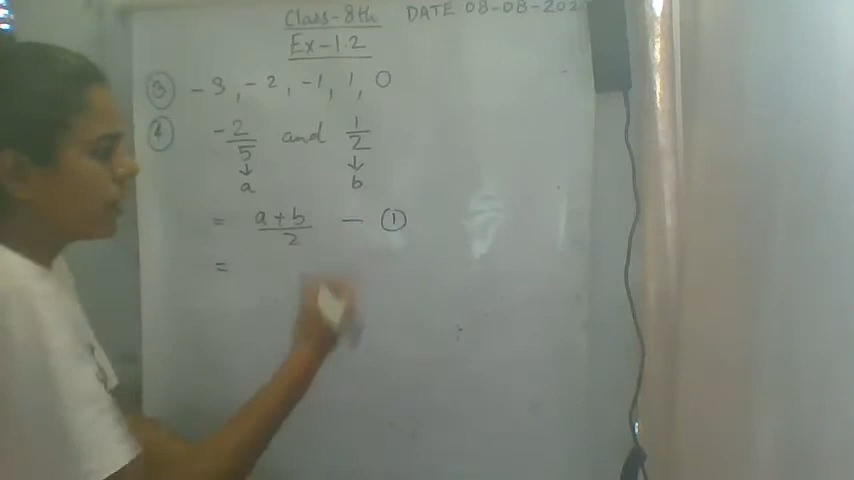 Class-8th DATE 08-08-202
Ex-1.2
③ -3, -2, -1, 1, 0
④ -2/5 and 1/2
↓ ↓
a b
= a+b/2 — ①
=